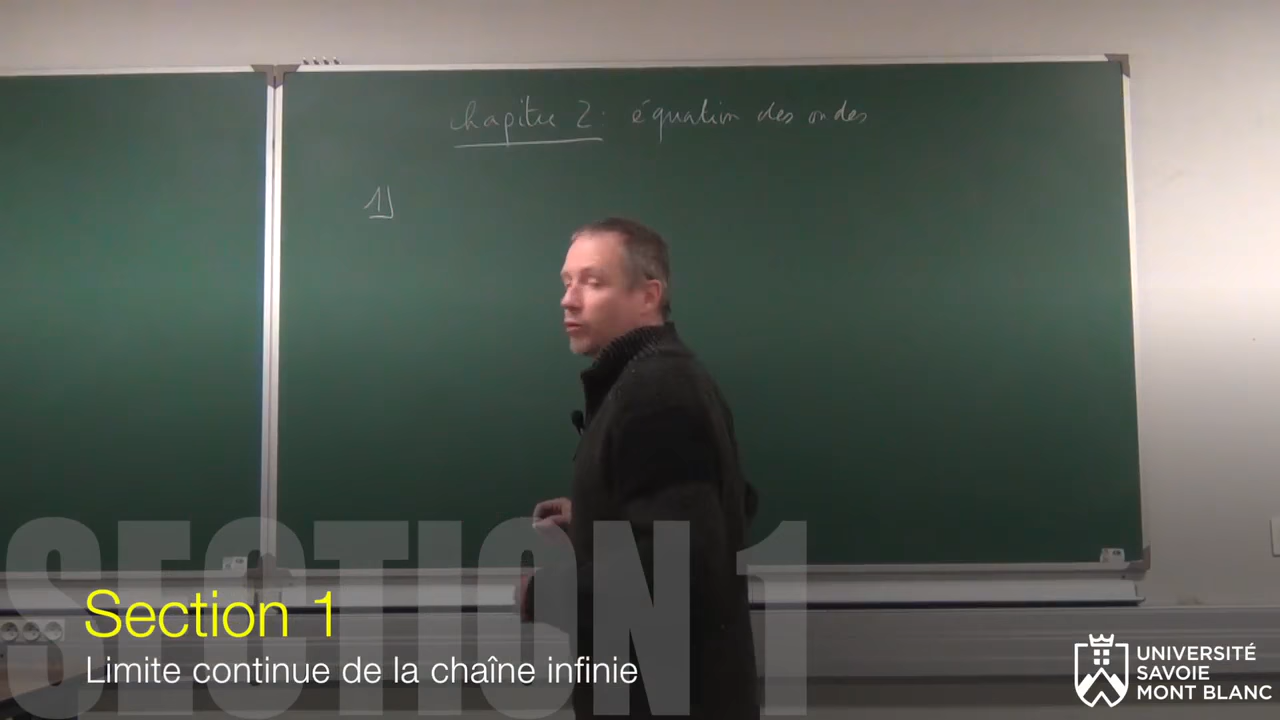 chapitre 2: équation des ondes
1)
SECTION 1
Section 1
Limite continue de la chaîne infinie
UNIVERSITÉ
SAVOIE
MONT BLANC